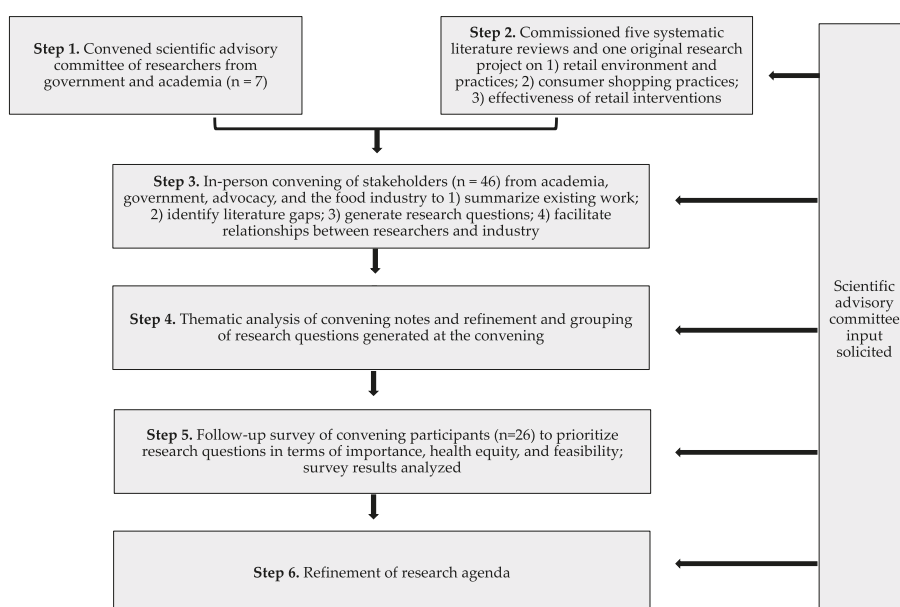 Step 1. Convened scientific advisory
committee of researchers from
government and academia (n = 7)
Step 2. Commissioned five systematic
literature reviews and one original research
project on 1) retail environment and
practices; 2) consumer shopping practices;
3) effectiveness of retail interventions
Step 3. In-person convening of stakeholders (n = 46) from academia,
government, advocacy, and the food industry to 1) summarize existing work;
2) identify literature gaps; 3) generate research questions; 4) facilitate
relationships between researchers and industry
Step 4. Thematic analysis of convening notes and refinement and grouping
of research questions generated at the convening
Step 5. Follow-up survey of convening participants (n=26) to prioritize
research questions in terms of importance, health equity, and feasibility;
survey results analyzed
Step 6. Refinement of research agenda
Scientific
advisory
committee
input
solicited